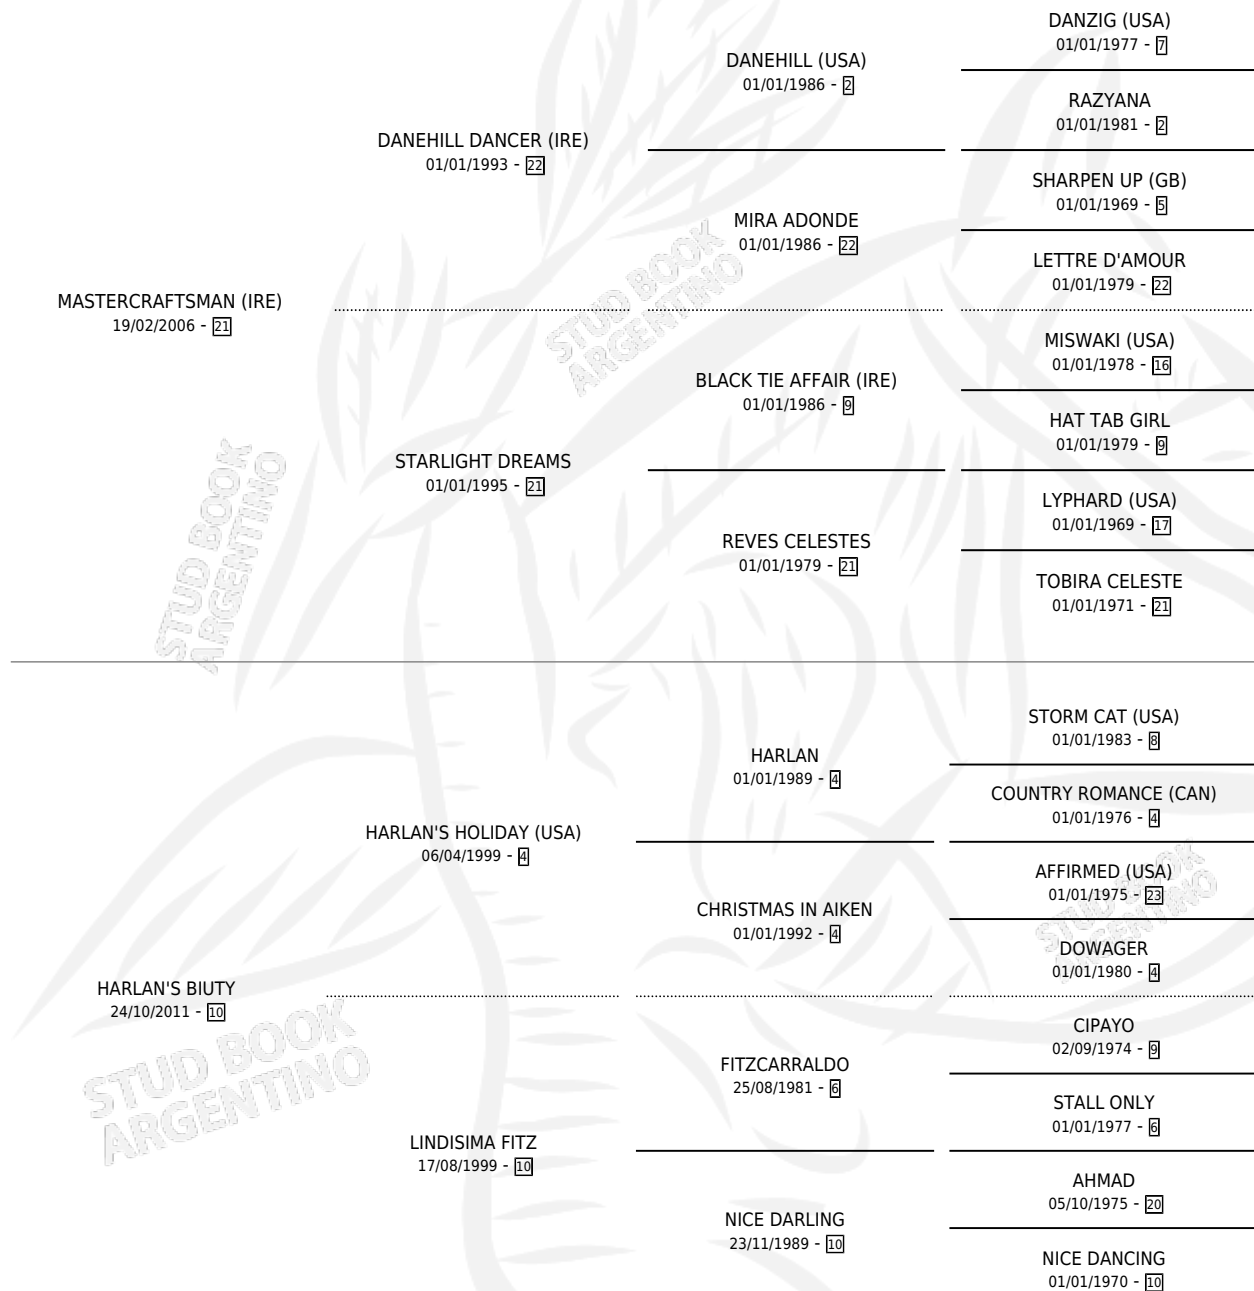 DANZIG (USA)
01/01/1977 - 7
DANEHILL (USA)
01/01/1986 - 2
RAZYANA
01/01/1981 - 2
DANEHILL DANCER (IRE)
01/01/1993 - 22
SHARPEN UP (GB)
01/01/1969 - 5
MIRA ADONDE
01/01/1986 - 22
LETTRE D'AMOUR
01/01/1979 - 22
MASTERCRAFTSMAN (IRE)
19/02/2006 - 21
STUD BOOK
ARGENTINO
MISWAKI (USA)
01/01/1978 - 16
BLACK TIE AFFAIR (IRE)
01/01/1986 - 9
HAT TAB GIRL
01/01/1979 - 9
STARLIGHT DREAMS
01/01/1995 - 21
LYPHARD (USA)
01/01/1969 - 17
REVES CELESTES
01/01/1979 - 21
TOBIRA CELESTE
01/01/1971 - 21
STUD BOOK
ARGENTINO
STORM CAT (USA)
01/01/1983 - 8
HARLAN
01/01/1989 - 4
COUNTRY ROMANCE (CAN)
01/01/1976 - 4
HARLAN'S HOLIDAY (USA)
06/04/1999 - 4
AFFIRMED (USA)
01/01/1975 - 23
CHRISTMAS IN AIKEN
01/01/1992 - 4
STUD BOOK
ARGENTINO
DOWAGER
01/01/1980 - 4
HARLAN'S BIUTY
24/10/2011 - 10
STUD BOOK
ARGENTINO
CIPAYO
02/09/1974 - 9
FITZCARRALDO
25/08/1981 - 6
STALL ONLY
01/01/1977 - 6
LINDISIMA FITZ
17/08/1999 - 10
AHMAD
05/10/1975 - 20
NICE DARLING
23/11/1989 - 10
NICE DANCING
01/01/1970 - 10